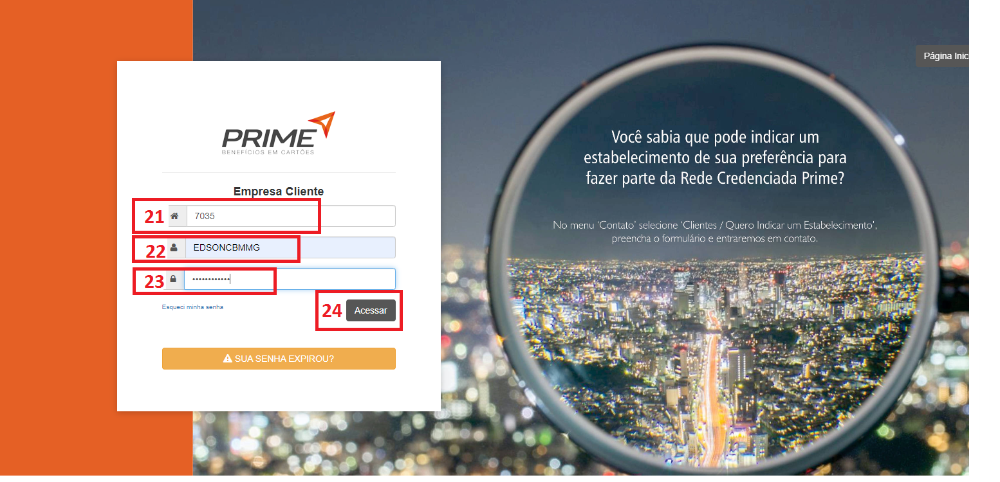 Página Inic
PRIME
BENEFÍCIOS EM CARTÕES
Empresa Cliente
21 7035
22 EDSONCBMMG
23 ••••••••••••
Esqueci minha senha
24 Acessar
SUA SENHA EXPIROU?
Você sabia que pode indicar um
estabelecimento de sua preferência para
fazer parte da Rede Credenciada Prime?
No menu ‘Contato’ selecione ‘Clientes / Quero Indicar um Estabelecimento’,
preencha o formulário e entraremos em contato.